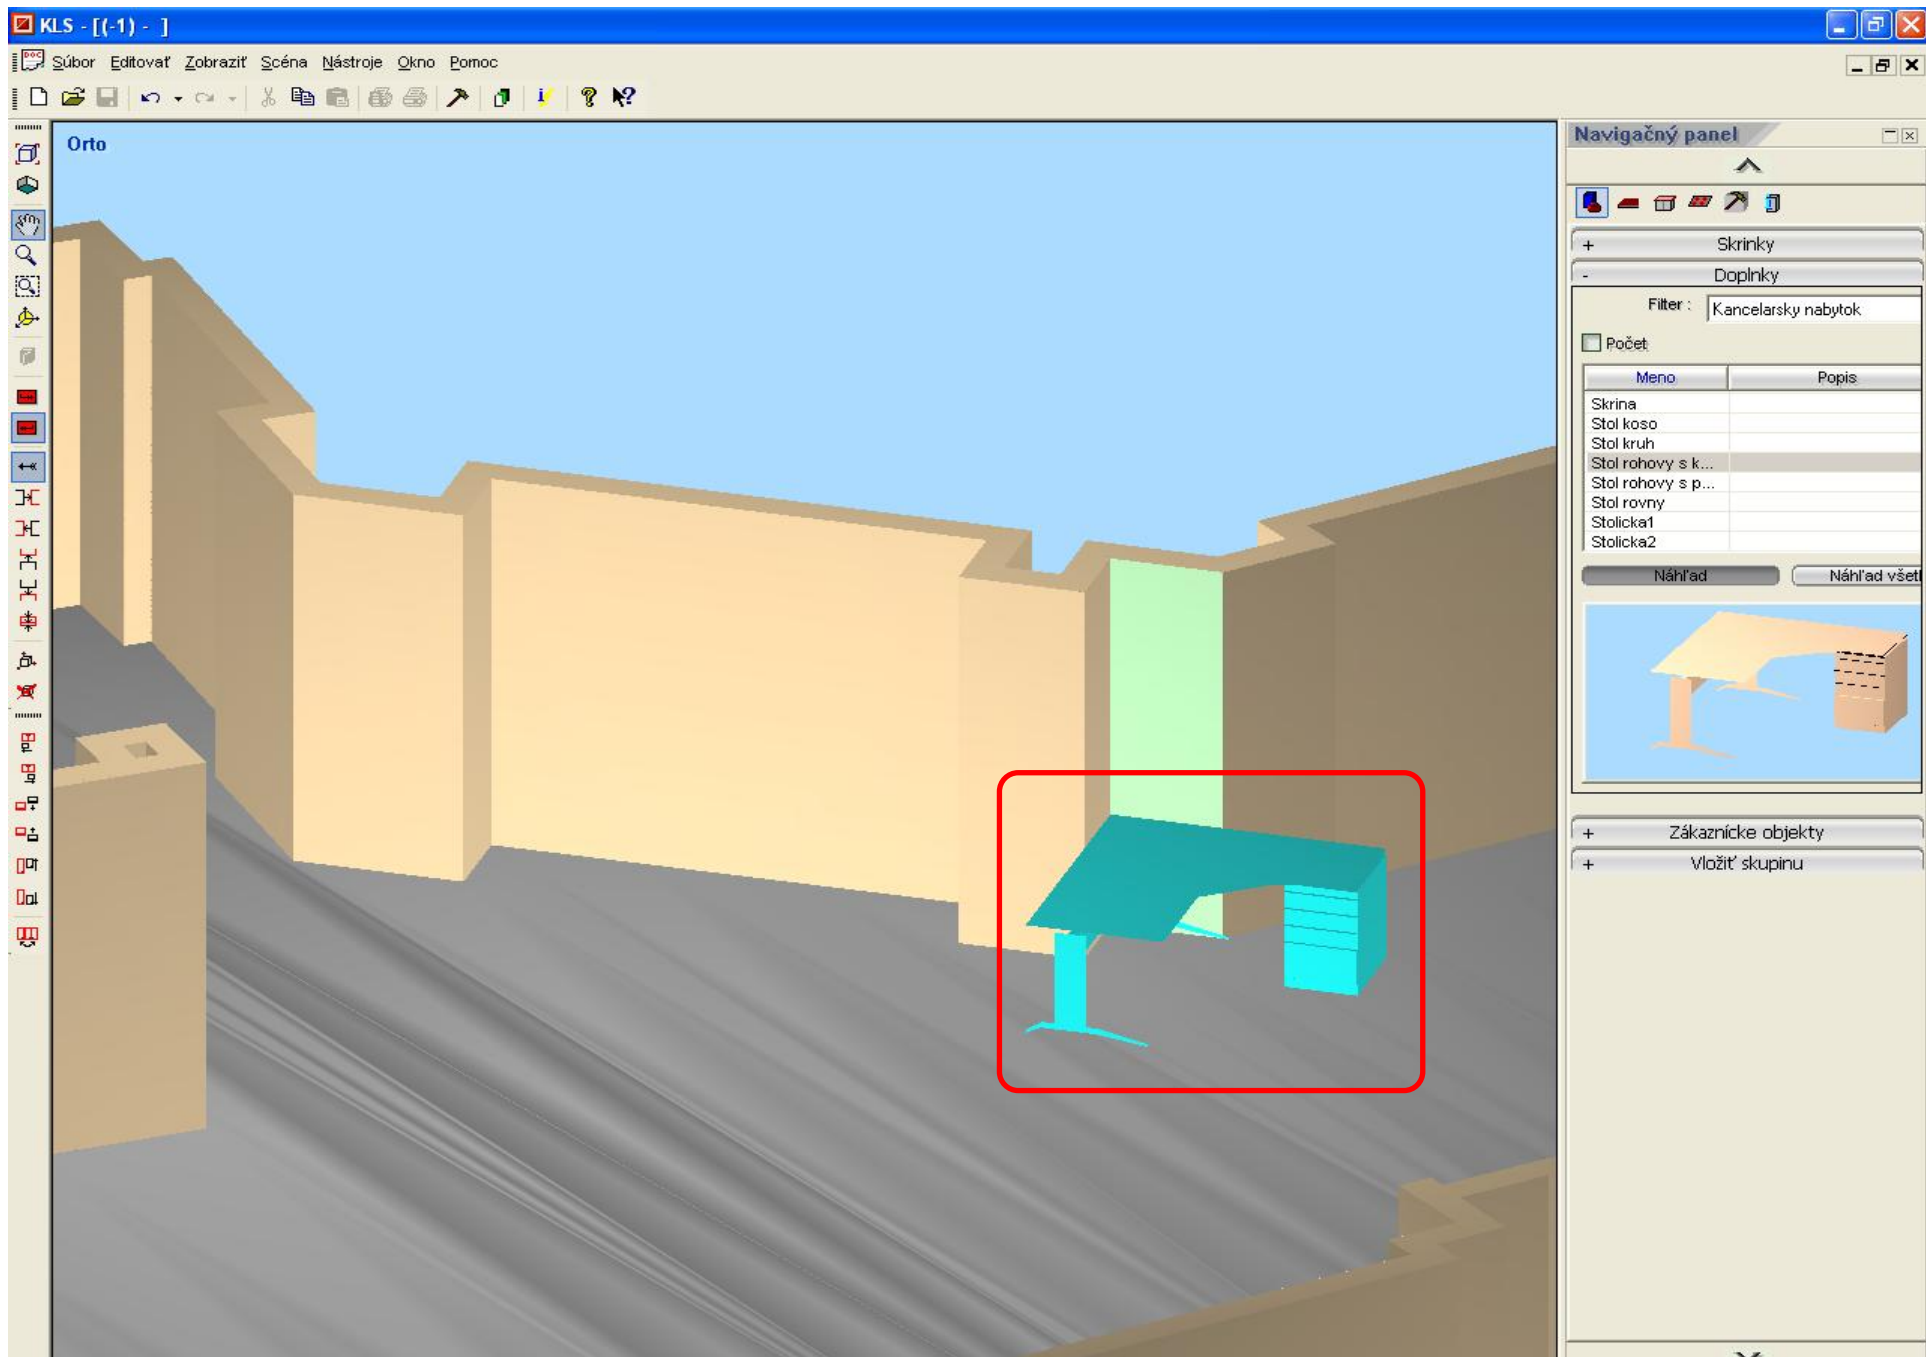 KLS - [(-1) - ]
Súbor Editovať Zobraziť Scéna Nástroje Okno Pomoc
Orto
Navigačný panel
+ Skrinky
- Doplnky
Filter : Kancelarsky nabytok
Počet
Meno Popis
Skrina
Stol koso
Stol kruh
Stol rohovy s k...
Stol rohovy s p...
Stol rovny
Stolicka1
Stolicka2
Náhľad Náhľad všetl
+ Zákaznícke objekty
+ Vložiť skupinu